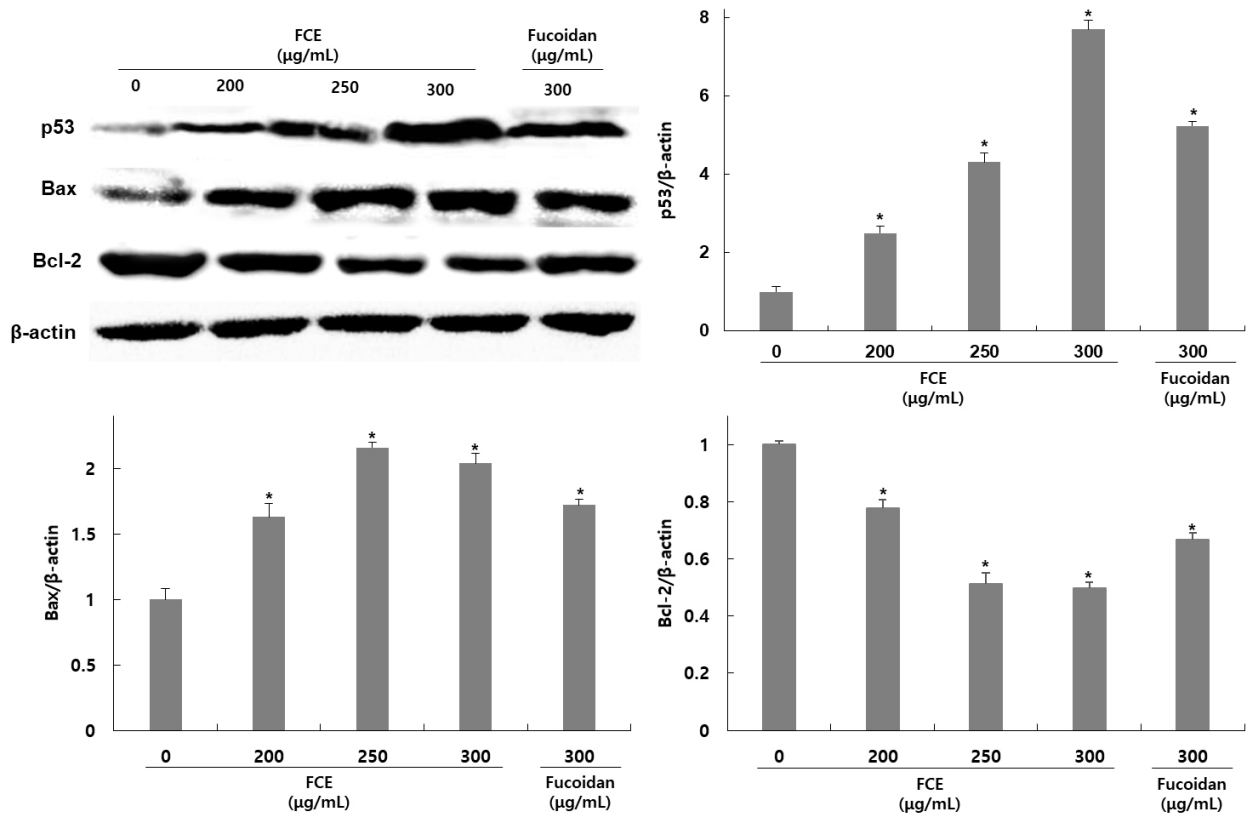 FCE
(µg/mL)
Fucoidan
(µg/mL)
0 200 250 300 300
p53
Bax
Bcl-2
β-actin
8
6
4
2
0
p53/β-actin
* * * *
0 200 250 300 300
FCE
(µg/mL)
Fucoidan
(µg/mL)
2
1.5
1
0.5
0
Bax/β-actin
* * * *
0 200 250 300 300
FCE
(µg/mL)
Fucoidan
(µg/mL)
1
0.8
0.6
0.4
0.2
0
Bcl-2/β-actin
* * * *
0 200 250 300 300
FCE
(µg/mL)
Fucoidan
(µg/mL)